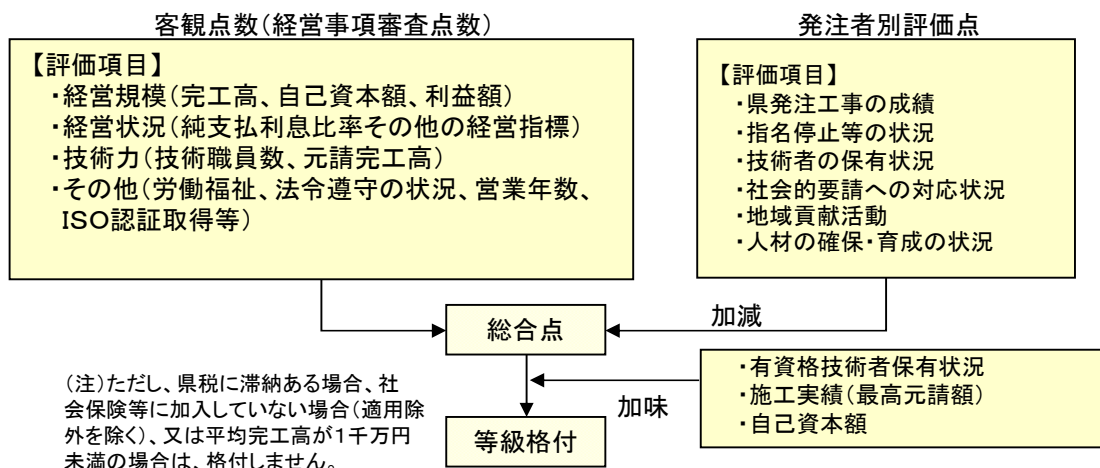 客観点数(経営事項審査点数)
【評価項目】
・経営規模(完工高、自己資本額、利益額)
・経営状況(純支払利息比率その他の経営指標)
・技術力(技術職員数、元請完工高)
・その他(労働福祉、法令遵守の状況、営業年数、
ISO認証取得等)
発注者別評価点
【評価項目】
・県発注工事の成績
・指名停止等の状況
・技術者の保有状況
・社会的要請への対応状況
・地域貢献活動
・人材の確保・育成の状況
総合点
加減
・有資格技術者保有状況
・施工実績(最高元請額)
・自己資本額
加味
等級格付
(注)ただし、県税に滞納ある場合、社
会保険等に加入していない場合(適用除
外を除く)、又は平均完工高が1千万円
未満の場合は、格付しません。